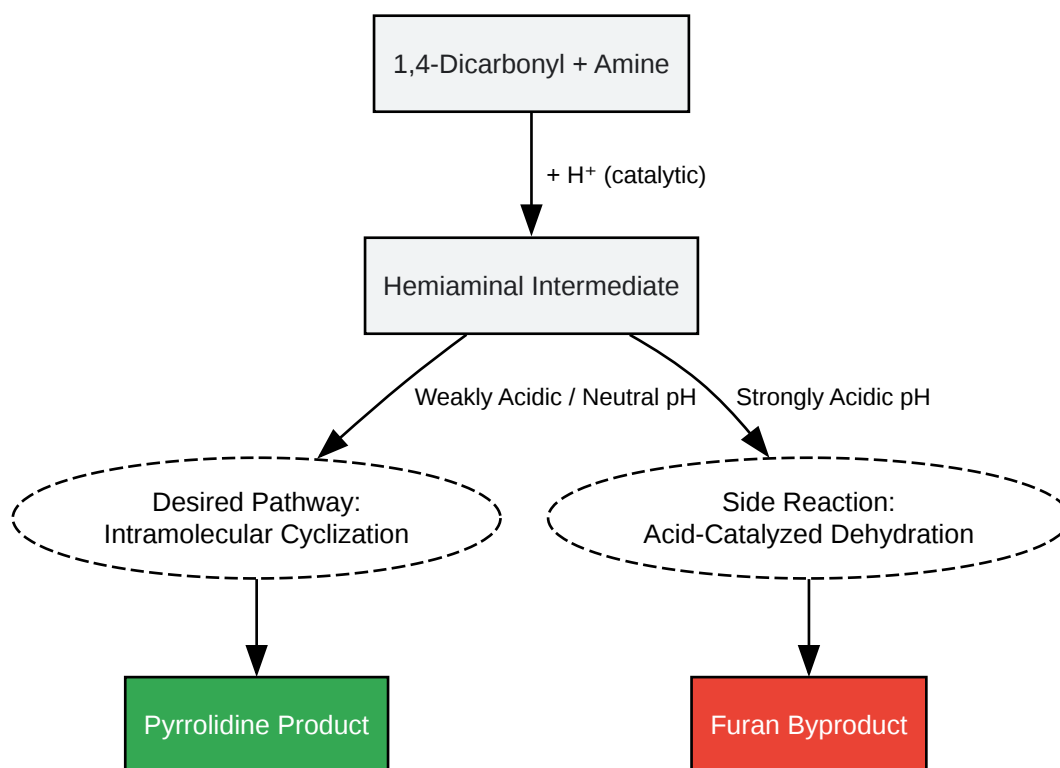 1,4-Dicarbonyl + Amine
+ H⁺ (catalytic)
Hemiaminal Intermediate
Weakly Acidic / Neutral pH
Strongly Acidic pH
Desired Pathway:
Intramolecular Cyclization
Side Reaction:
Acid-Catalyzed Dehydration
Pyrrolidine Product
Furan Byproduct